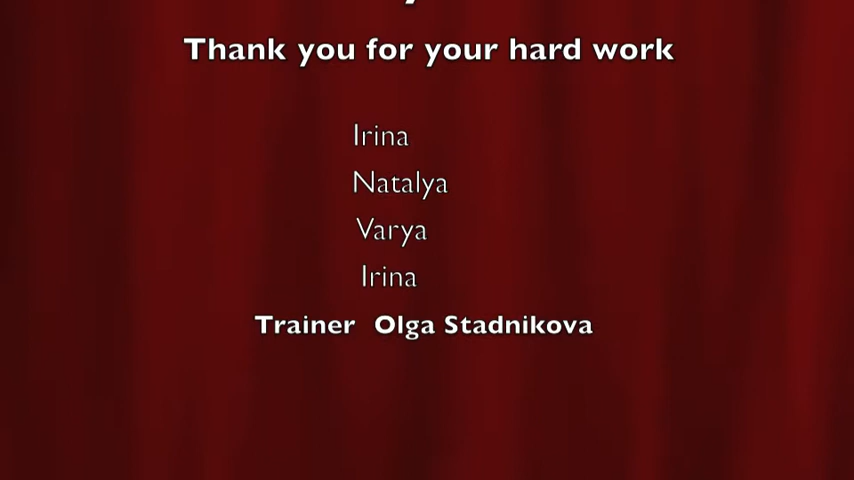 Thank you for your hard work
Irina
Natalya
Varya
Irina
Trainer Olga Stadnikova